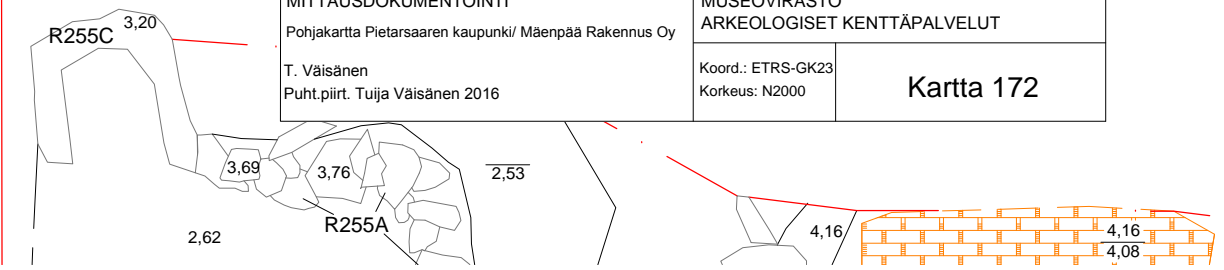 MITTAUSDOKUMENTOINTI
Pohjakartta Pietarsaaren kaupunki/ Mäenpää Rakennus Oy
T. Väisänen
Puht.piirt. Tuija Väisänen 2016
MUSEOVIRASTO
ARKEOLOGISET KENTTÄPALVELUT
Koord.: ETRS-GK23
Korkeus: N2000
Kartta 172
R255C
3,20
3,69
3,76
2,53
R255A
2,62
4,16
4,16
4,08